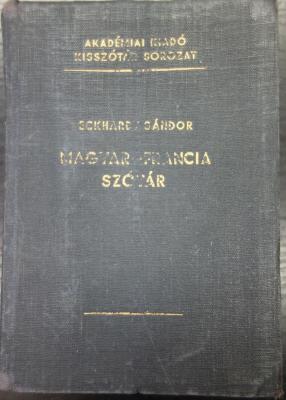 AKADÉMIAI KIADÓ
KISSZÓTÁR SOROZAT
ECKHARDT SÁNDOR
MAGYAR-FRANCIA
SZÓTÁR